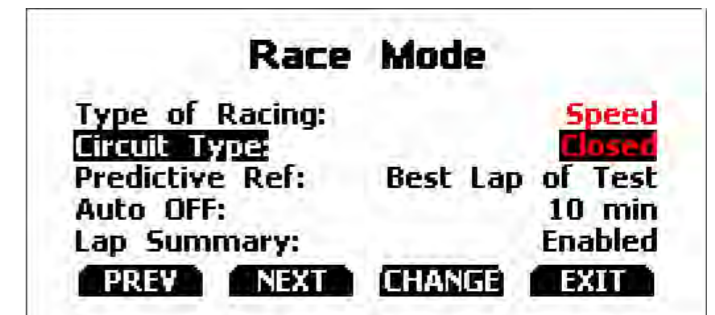 Race Mode
Type of Racing: Speed
Circuit Type: Closed
Predictive Ref: Best Lap of Test
Auto OFF: 10 min
Lap Summary: Enabled
PREV NEXT CHANGE EXIT